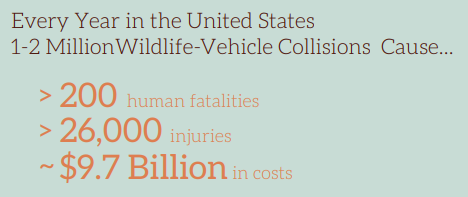 Every Year in the United States
1-2 MillionWildlife-Vehicle Collisions Cause...
> 200 human fatalities
> 26,000 injuries
~ $9.7 Billion in costs